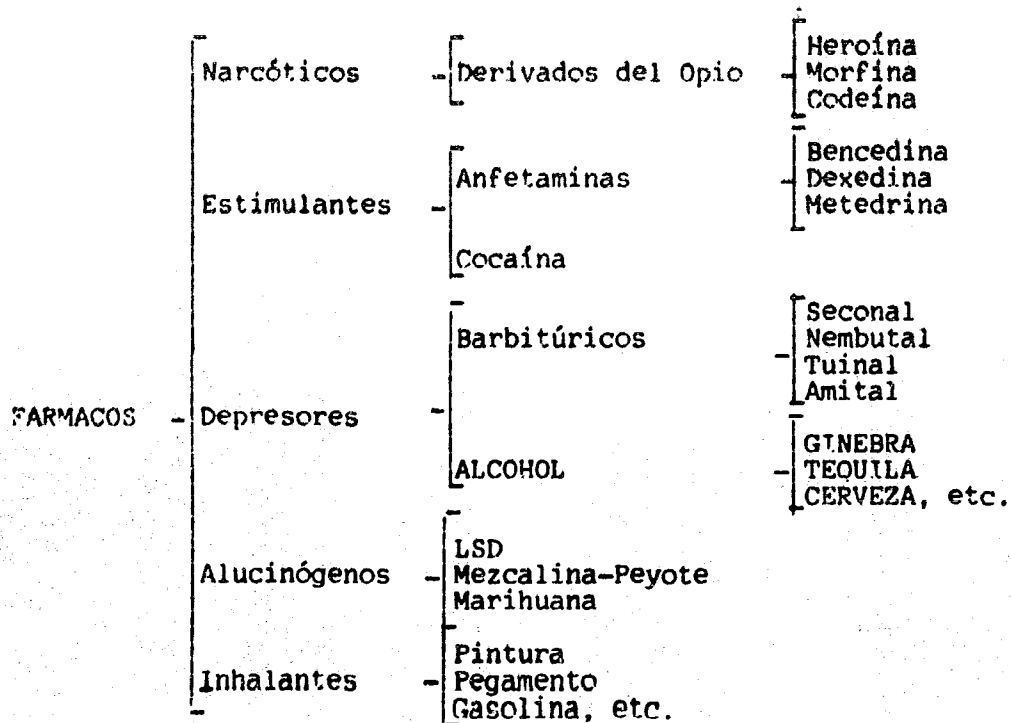 Narcóticos - Derivados del Opio - Heroína
Morfina
Codeína
Estimulantes - Anfetaminas - Bencedina
Dexedina
Metedrina
Cocaína
FARMACOS - Depresores - Barbitúricos - Seconal
Nembutal
Tuinal
Amital
ALCOHOL - GINEBRA
TEQUILA
CERVEZA, etc.
Alucinógenos - LSD
Mezcalina-Peyote
Marihuana
Inhalantes - Pintura
Pegamento
Gasolina, etc.